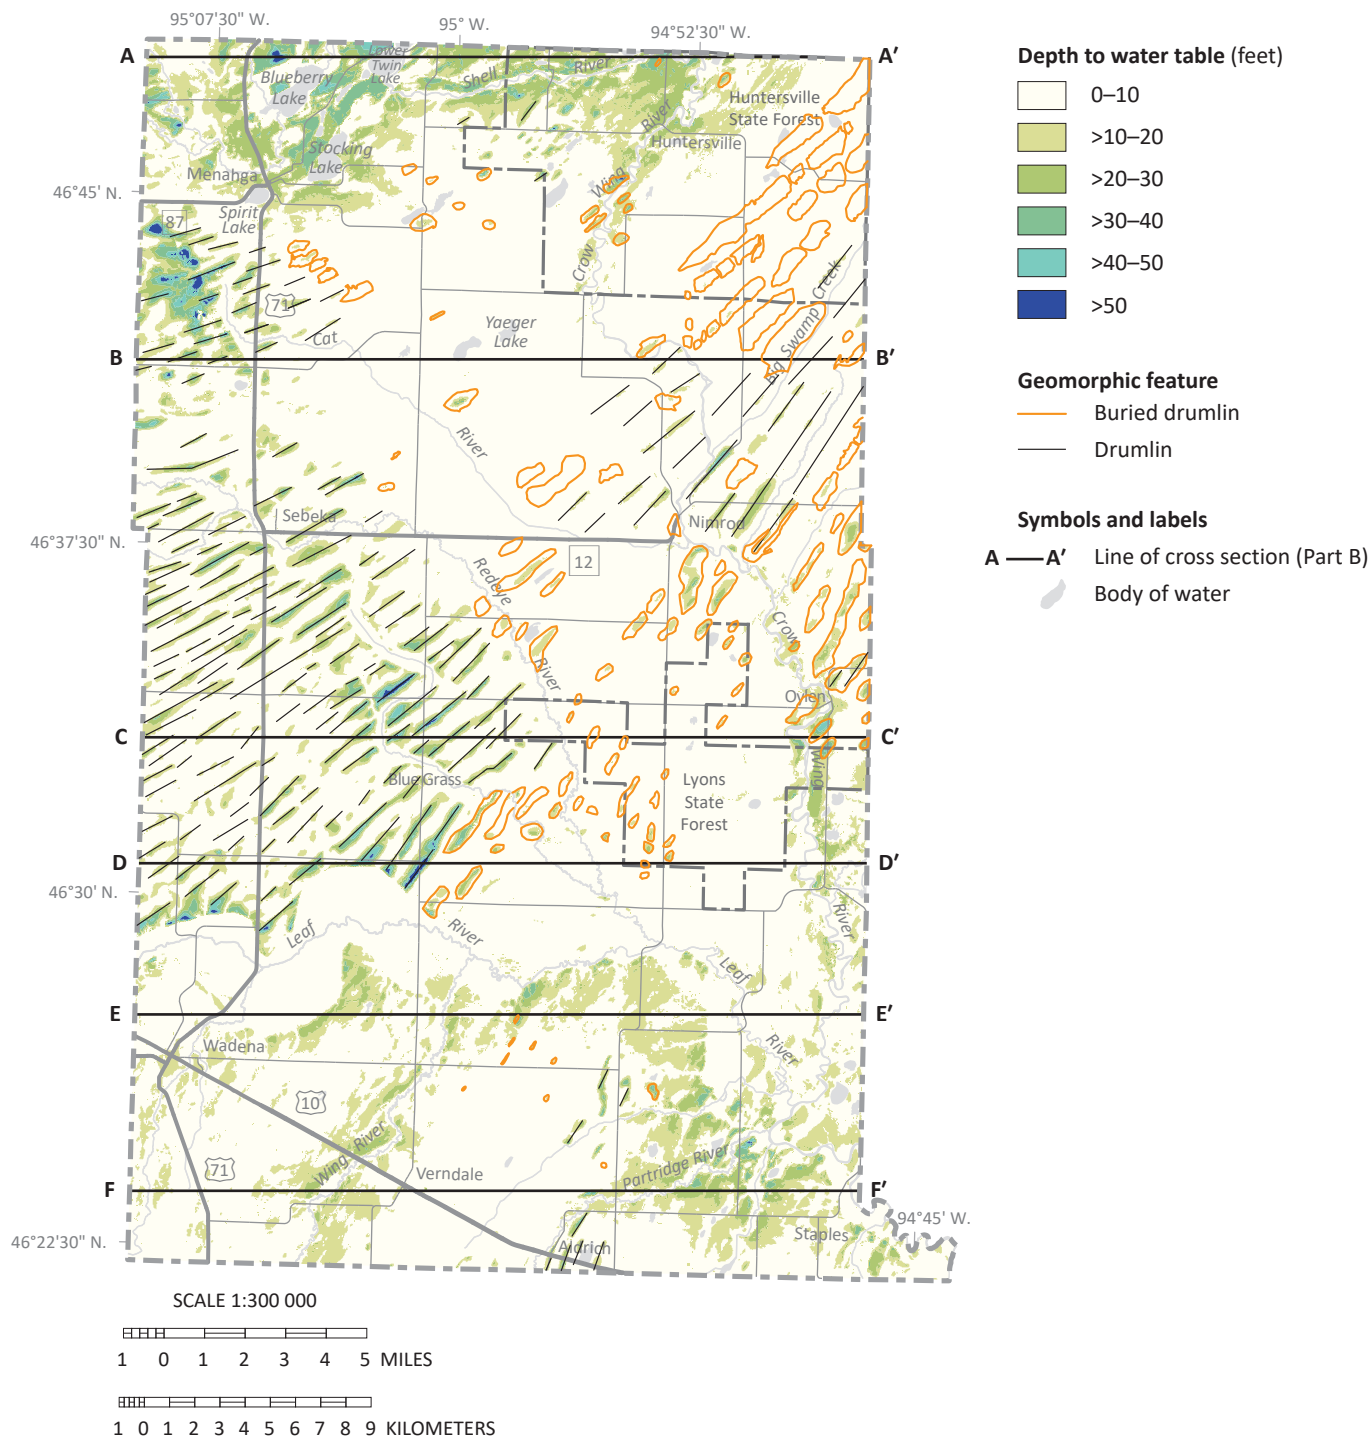 95°07'30" W.
95° W.
94°52'30" W.
A
A'
Blueberry
Lake
Lower
Twin
Lake
Shell
River
Huntersville
State Forest
River
Huntersville
Stocking
Lake
Menahga
46°45' N.
Wing
Spirit
Lake
87
Crow
Creek
71
Cat
Yaeger
Lake
Big Swamp
B
B'
River
Sebeka
Nimrod
46°37'30" N.
12
Redeye
Crow
River
Oylen
C
C'
Wing
Blue Grass
Lyons
State
Forest
D
D'
46°30' N.
Leaf
River
River
Leaf
E
E'
Wadena
River
10
Wing River
71
Verndale
Partridge River
F
F'
94°45' W.
Staples
46°22'30" N.
Aldrich
SCALE 1:300 000
1 0 1 2 3 4 5 MILES
1 0 1 2 3 4 5 6 7 8 9 KILOMETERS
Depth to water table (feet)
0–10
>10–20
>20–30
>30–40
>40–50
>50
Geomorphic feature
Buried drumlin
Drumlin
Symbols and labels
A A' Line of cross section (Part B)
Body of water